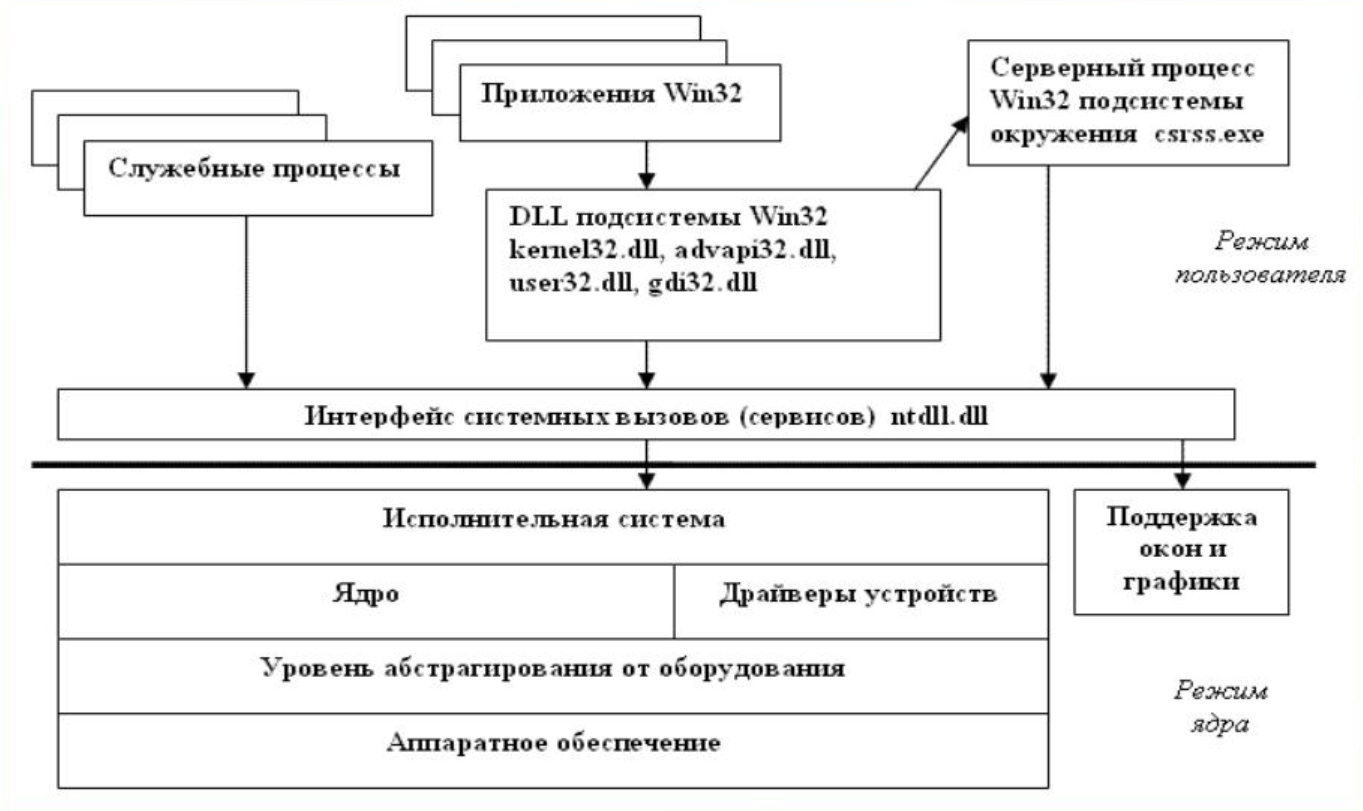 Приложения Win32
Серверный процесс
Win32 подсистемы
окружения csrss.exe
Служебные процессы
DLL подсистемы Win32
kernel32.dll, advapi32.dll,
user32.dll, gdi32.dll
Режим
пользователя
Интерфейс системных вызовов (сервисов) ntdll.dll
Исполнительная система
Поддержка
окон и
графики
Ядро
Драйверы устройств
Уровень абстрагирования от оборудования
Режим
ядра
Аппаратное обеспечение